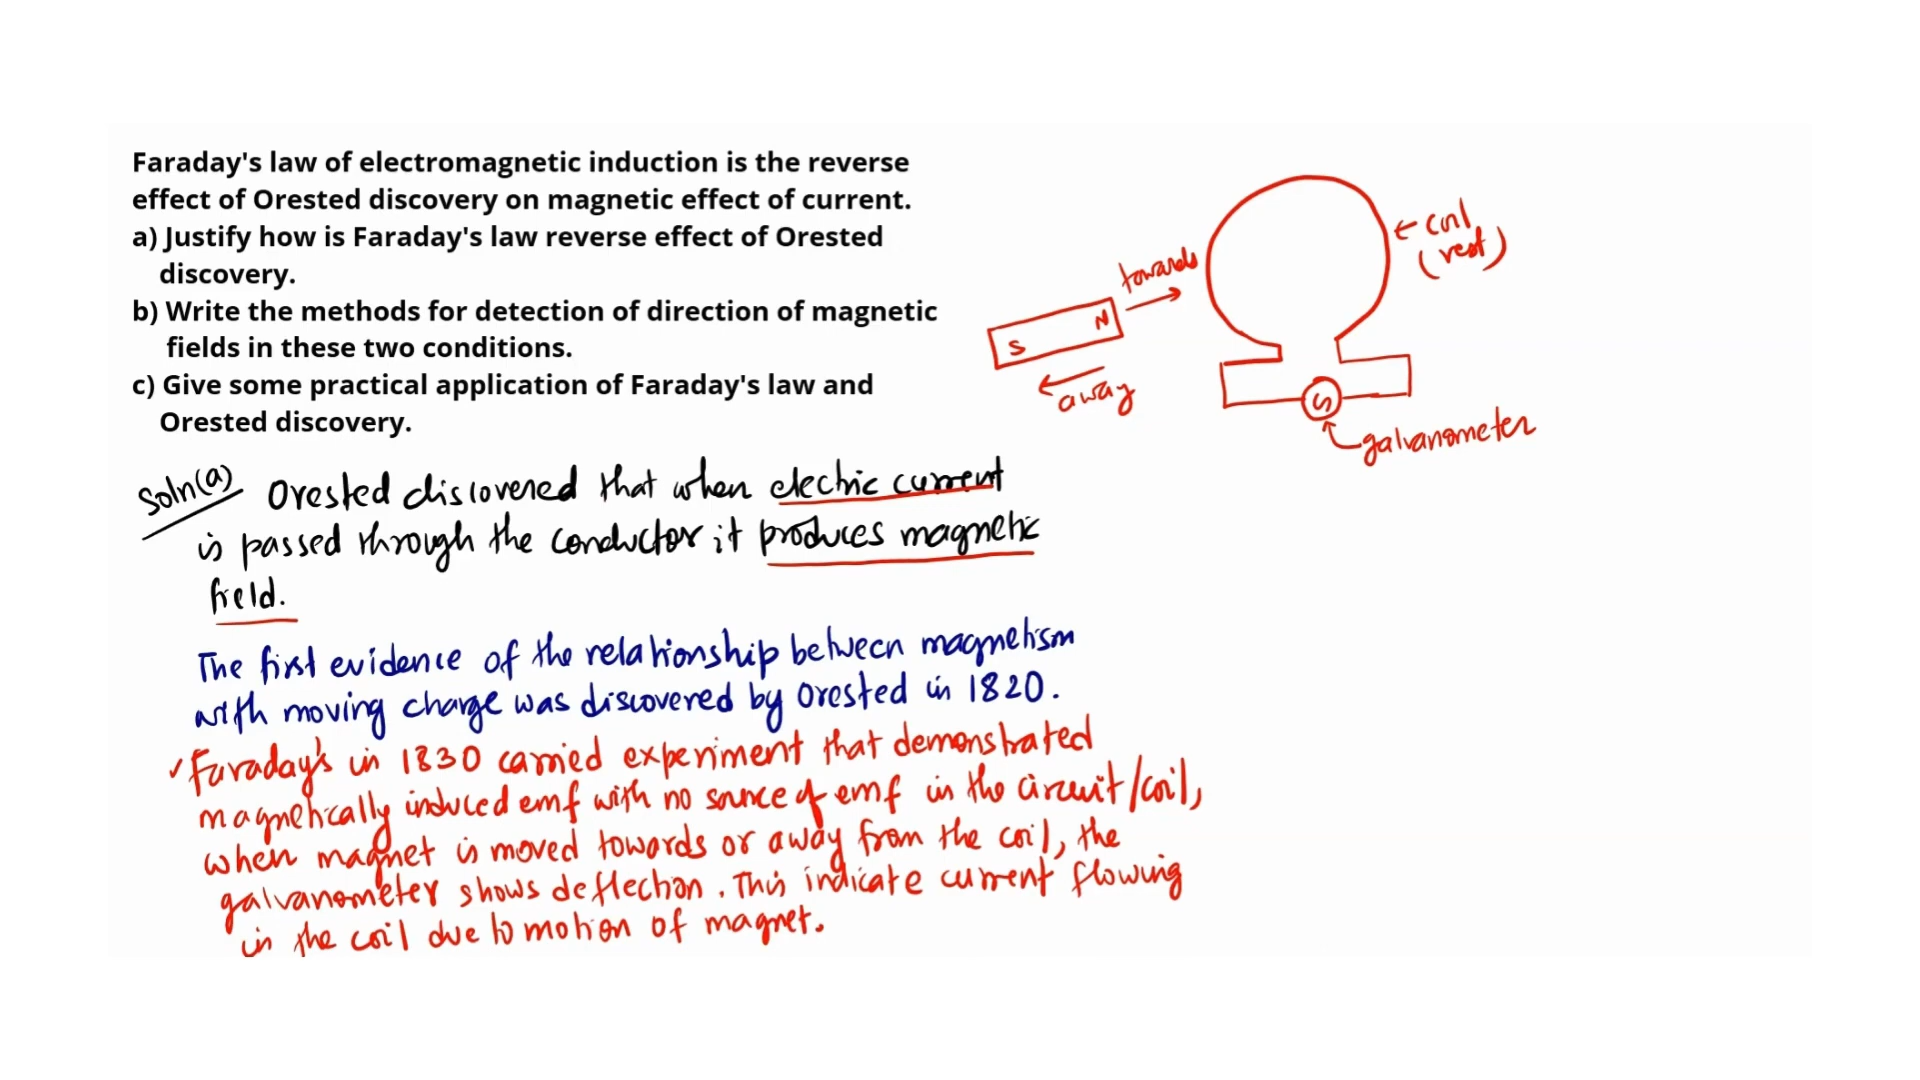 Faraday's law of electromagnetic induction is the reverse
effect of Orested discovery on magnetic effect of current.
a) Justify how is Faraday's law reverse effect of Orested
discovery.
b) Write the methods for detection of direction of magnetic
fields in these two conditions.
c) Give some practical application of Faraday's law and
Orested discovery.
Soln(a) Orested discovered that when electric current
is passed through the conductor it produces magnetic
field.
The first evidence of the relationship between magnetism
with moving charge was discovered by Orested in 1820.
✓ Faraday's in 1830 carried experiment that demonstrated
magnetically induced emf with no source of emf in the circuit/coil,
when magnet is moved towards or away from the coil, the
galvanometer shows deflection. This indicate current flowing
in the coil due to motion of magnet.
towards
S N
away
← coil
(rest)
G
galvanometer